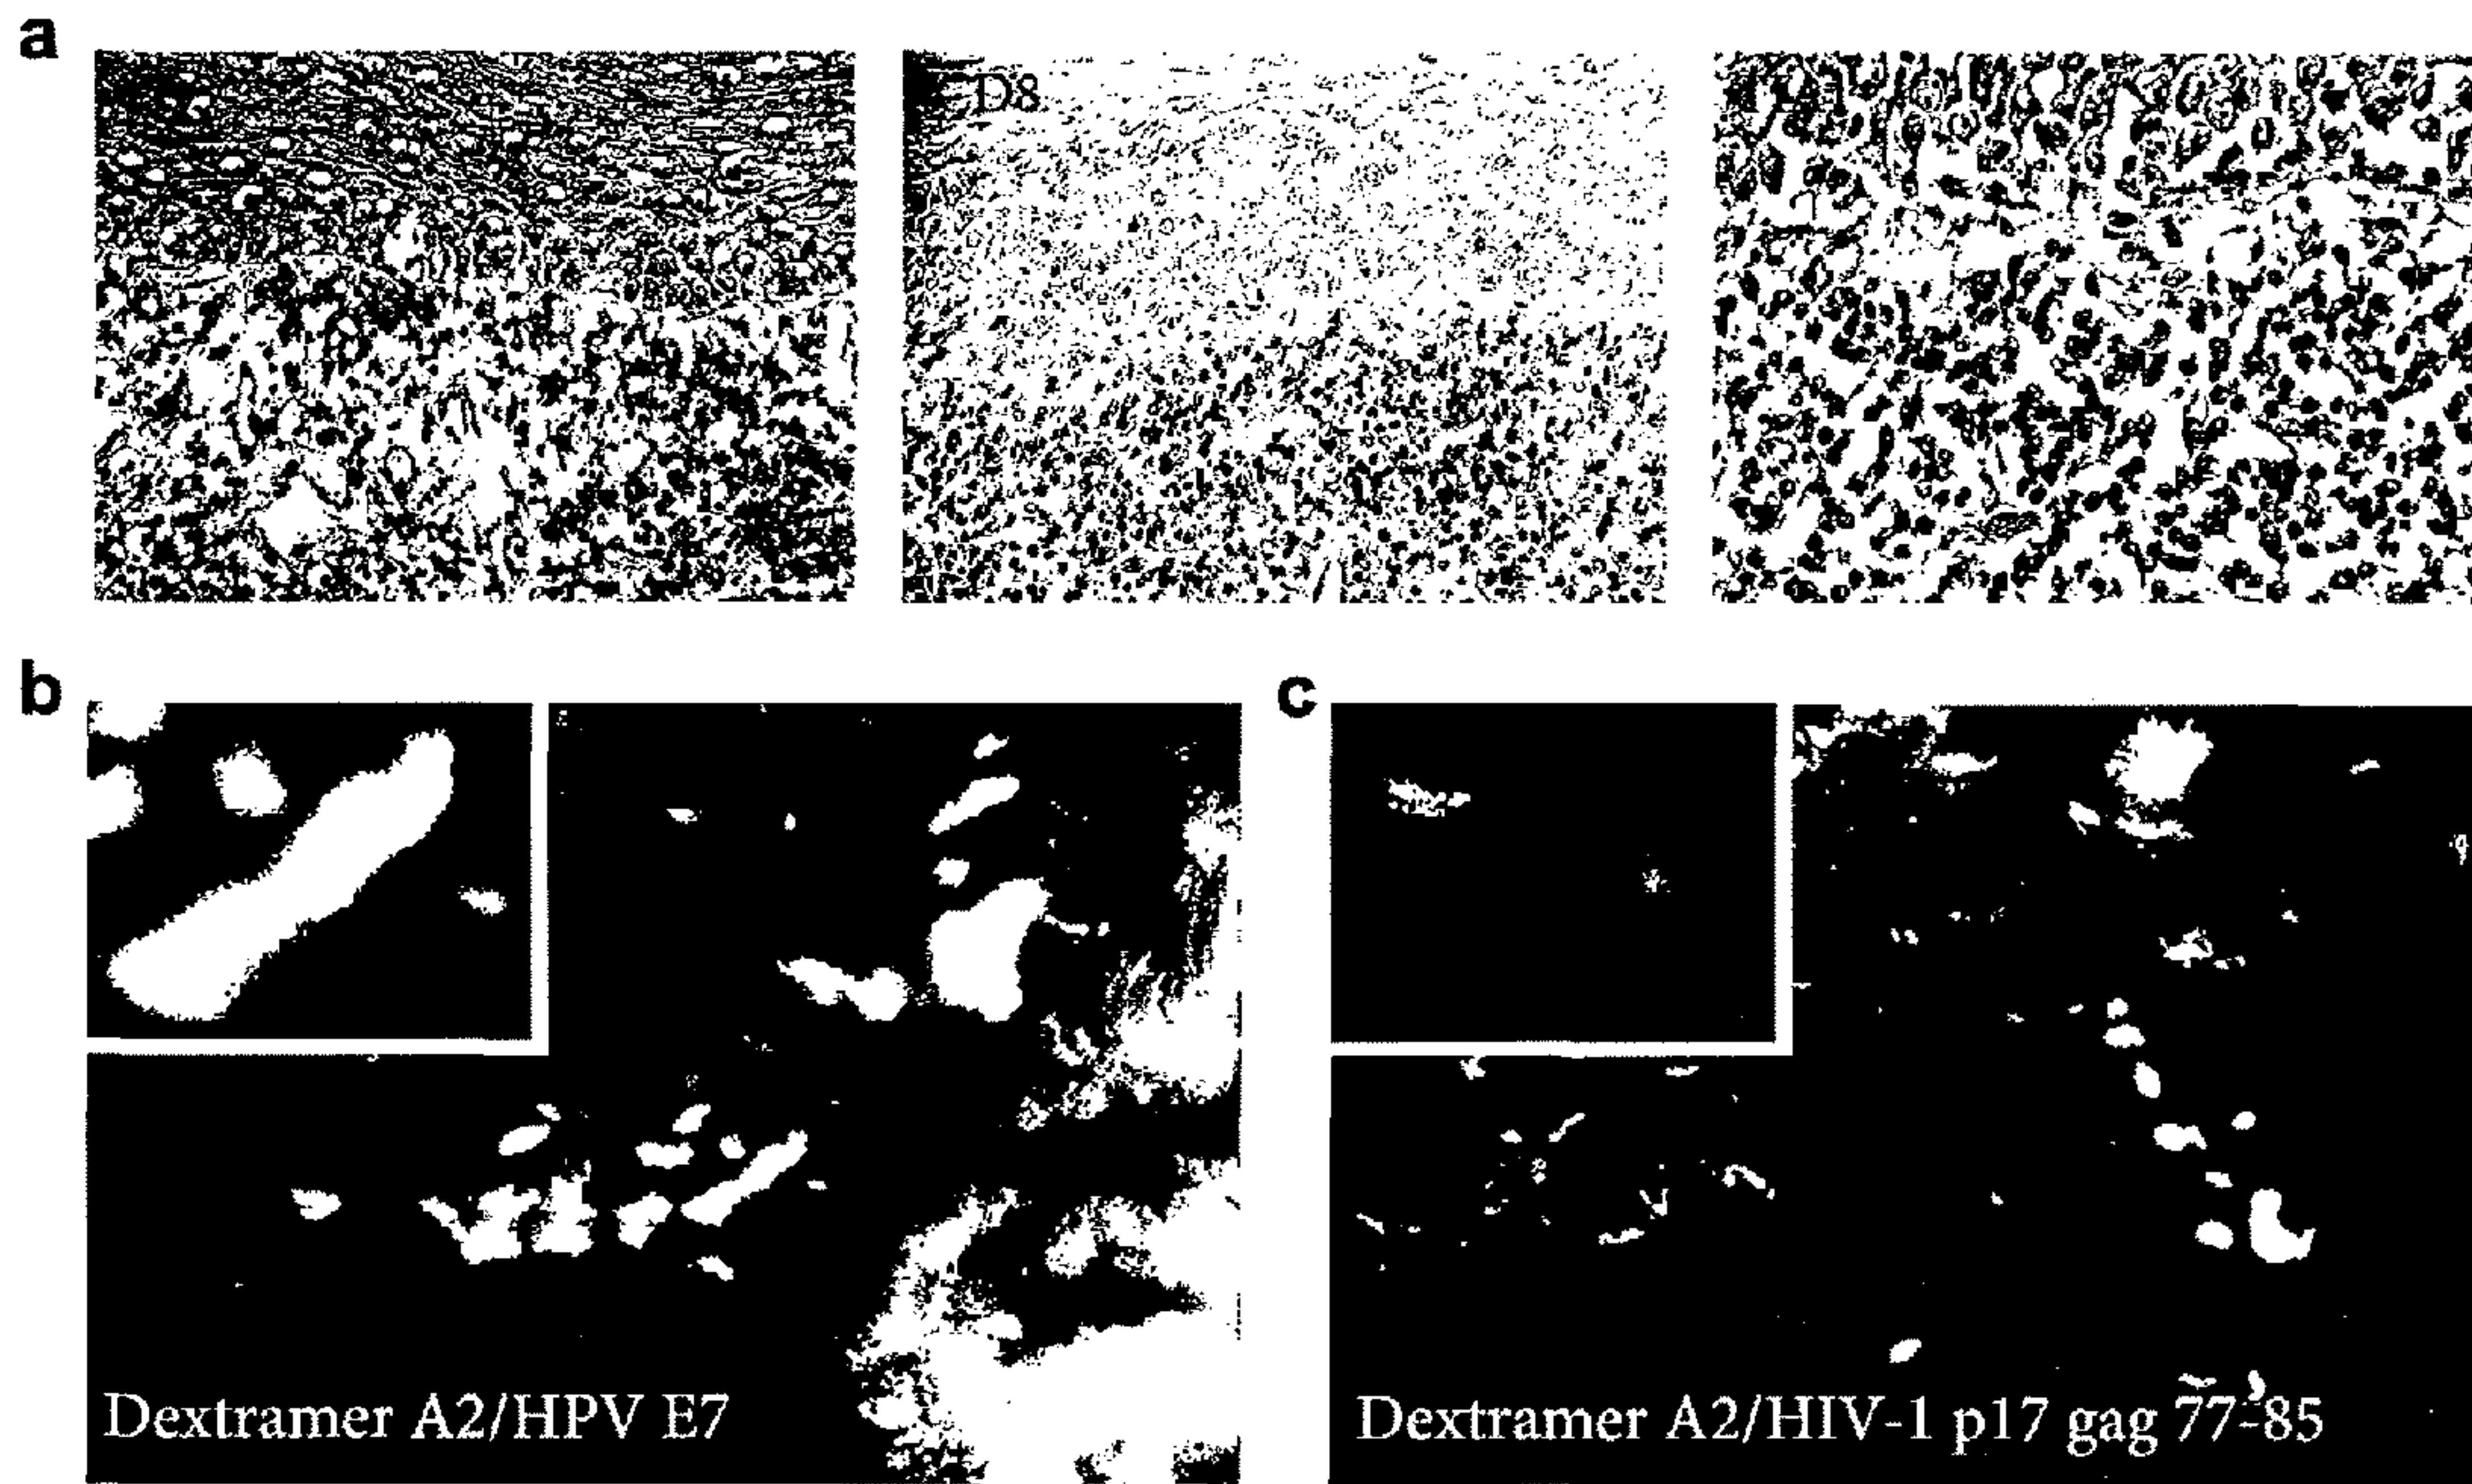 a
D8
b
c
Dextramer A2/HPV E7
Dextramer A2/HIV-1 p17 gag 77-85